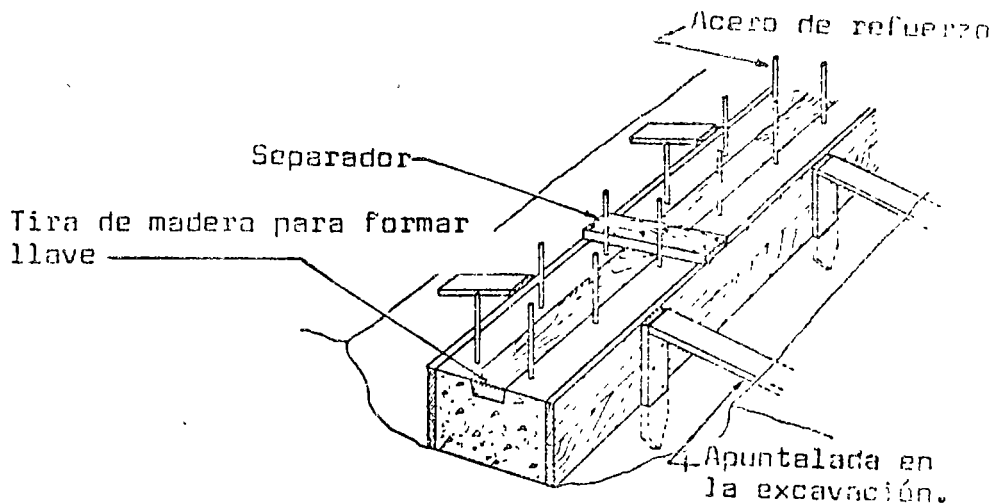 Acero de refuerzo
Separador
Tira de madera para formar
llave
Apuntalada en
la excavación.